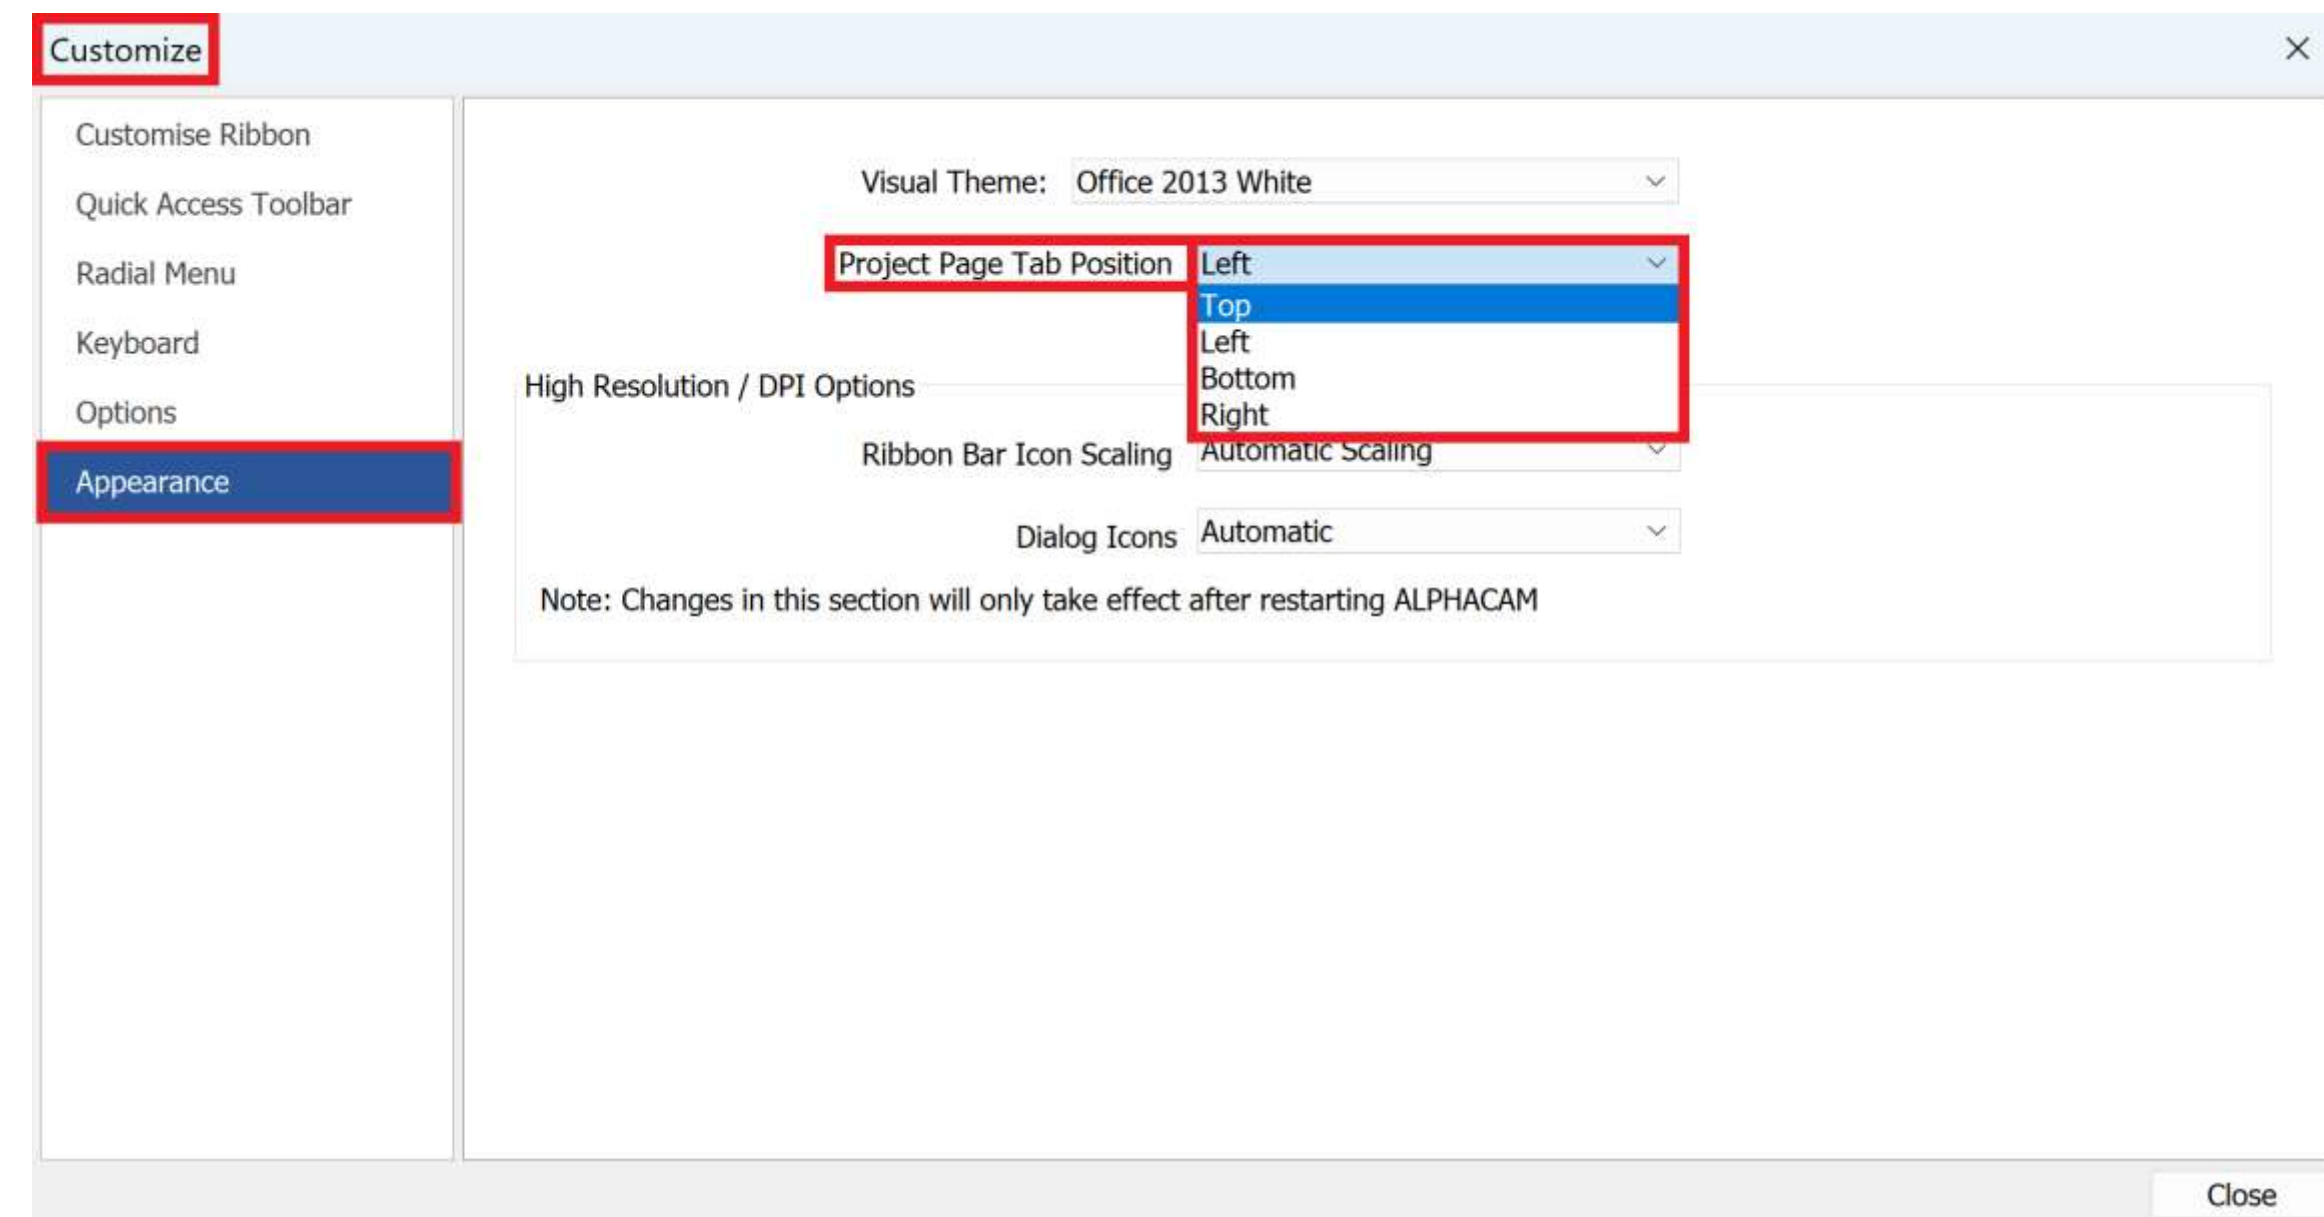 Customize
Customise Ribbon
Quick Access Toolbar
Radial Menu
Keyboard
Options
Appearance
Visual Theme: Office 2013 White
Project Page Tab Position Left
Top
Left
Bottom
Right
High Resolution / DPI Options
Ribbon Bar Icon Scaling Automatic Scaling
Dialog Icons Automatic
Note: Changes in this section will only take effect after restarting ALPHACAM
Close